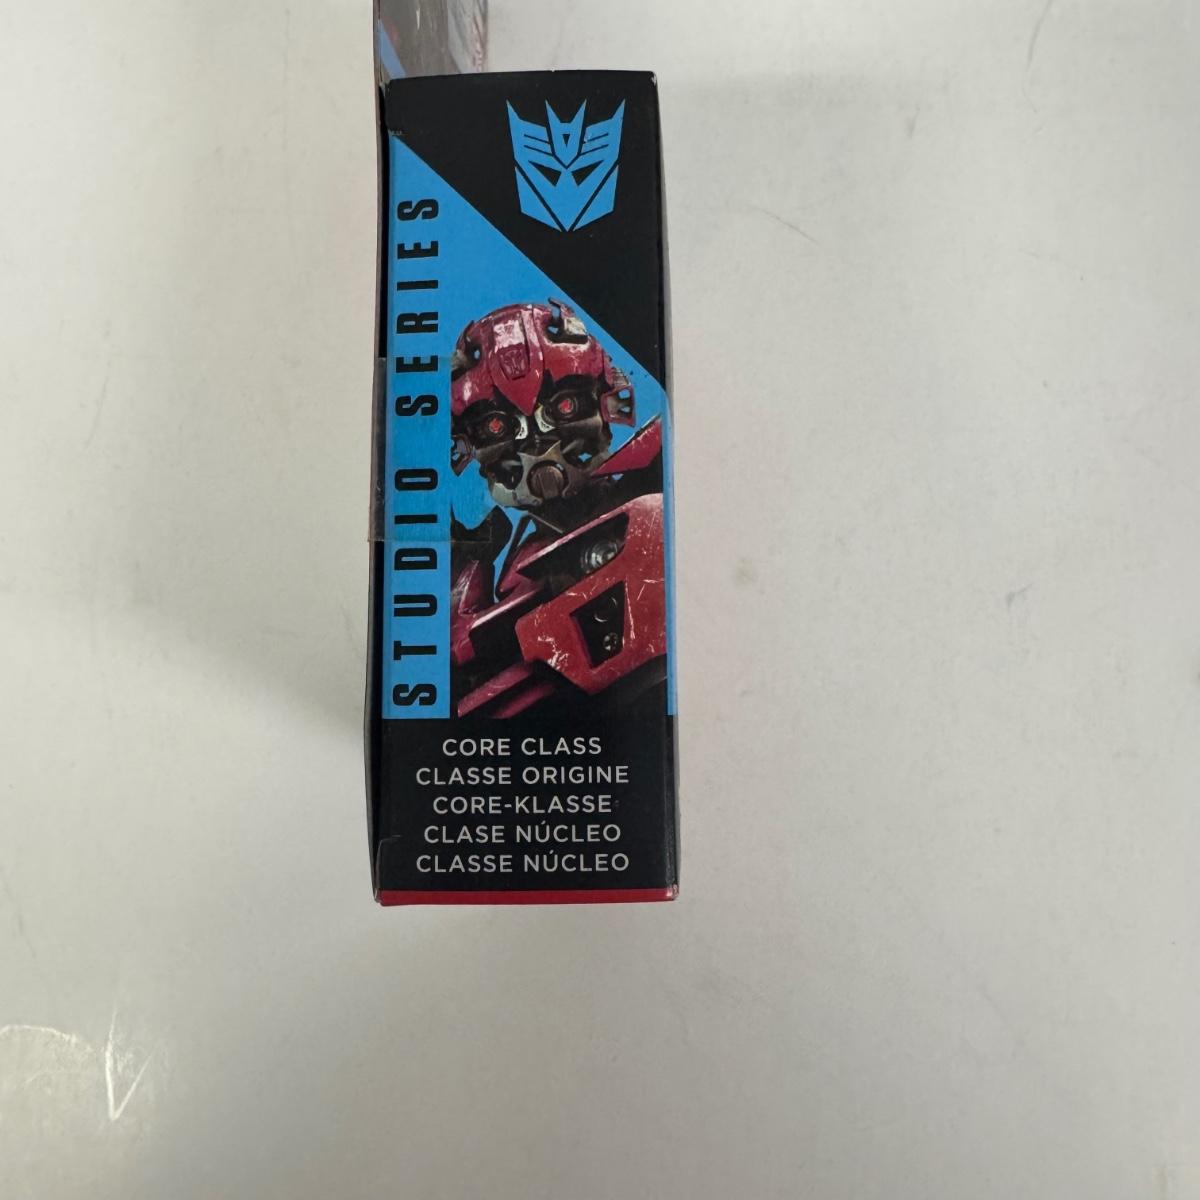 STUDIO SERIES
CORE CLASS
CLASSE ORIGINE
CORE-KLASSE
CLASE NÚCLEO
CLASSE NÚCLEO